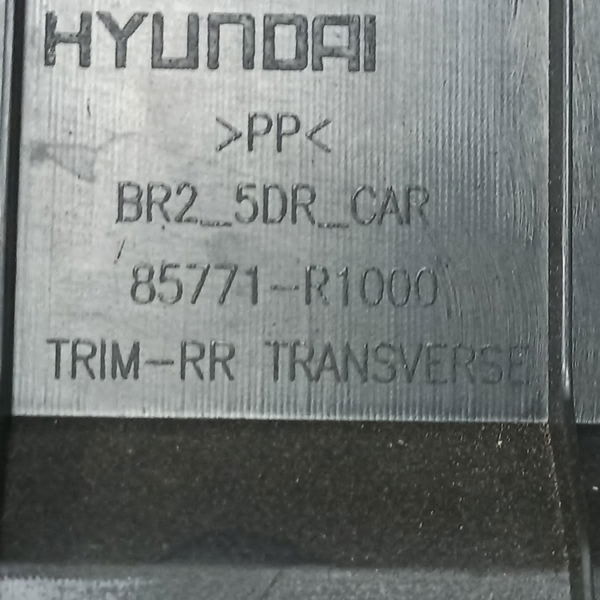 HYUNDAI
>PP<
BR2_5DR_CAR
85771-R1000
TRIM-RR TRANSVERSE